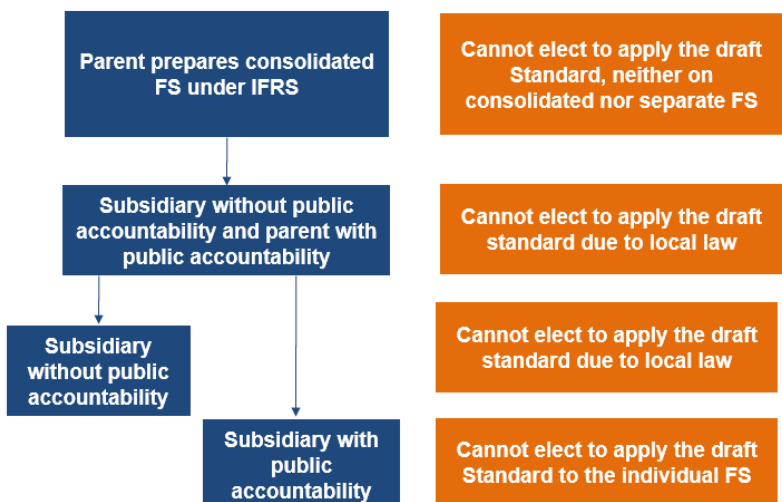 Parent prepares consolidated
FS under IFRS
Cannot elect to apply the draft
Standard, neither on
consolidated nor separate FS
Subsidiary without public
accountability and parent with
public accountability
Cannot elect to apply the draft
standard due to local law
Subsidiary
without public
accountability
Cannot elect to apply the draft
standard due to local law
Subsidiary with
public
accountability
Cannot elect to apply the draft
Standard to the individual FS